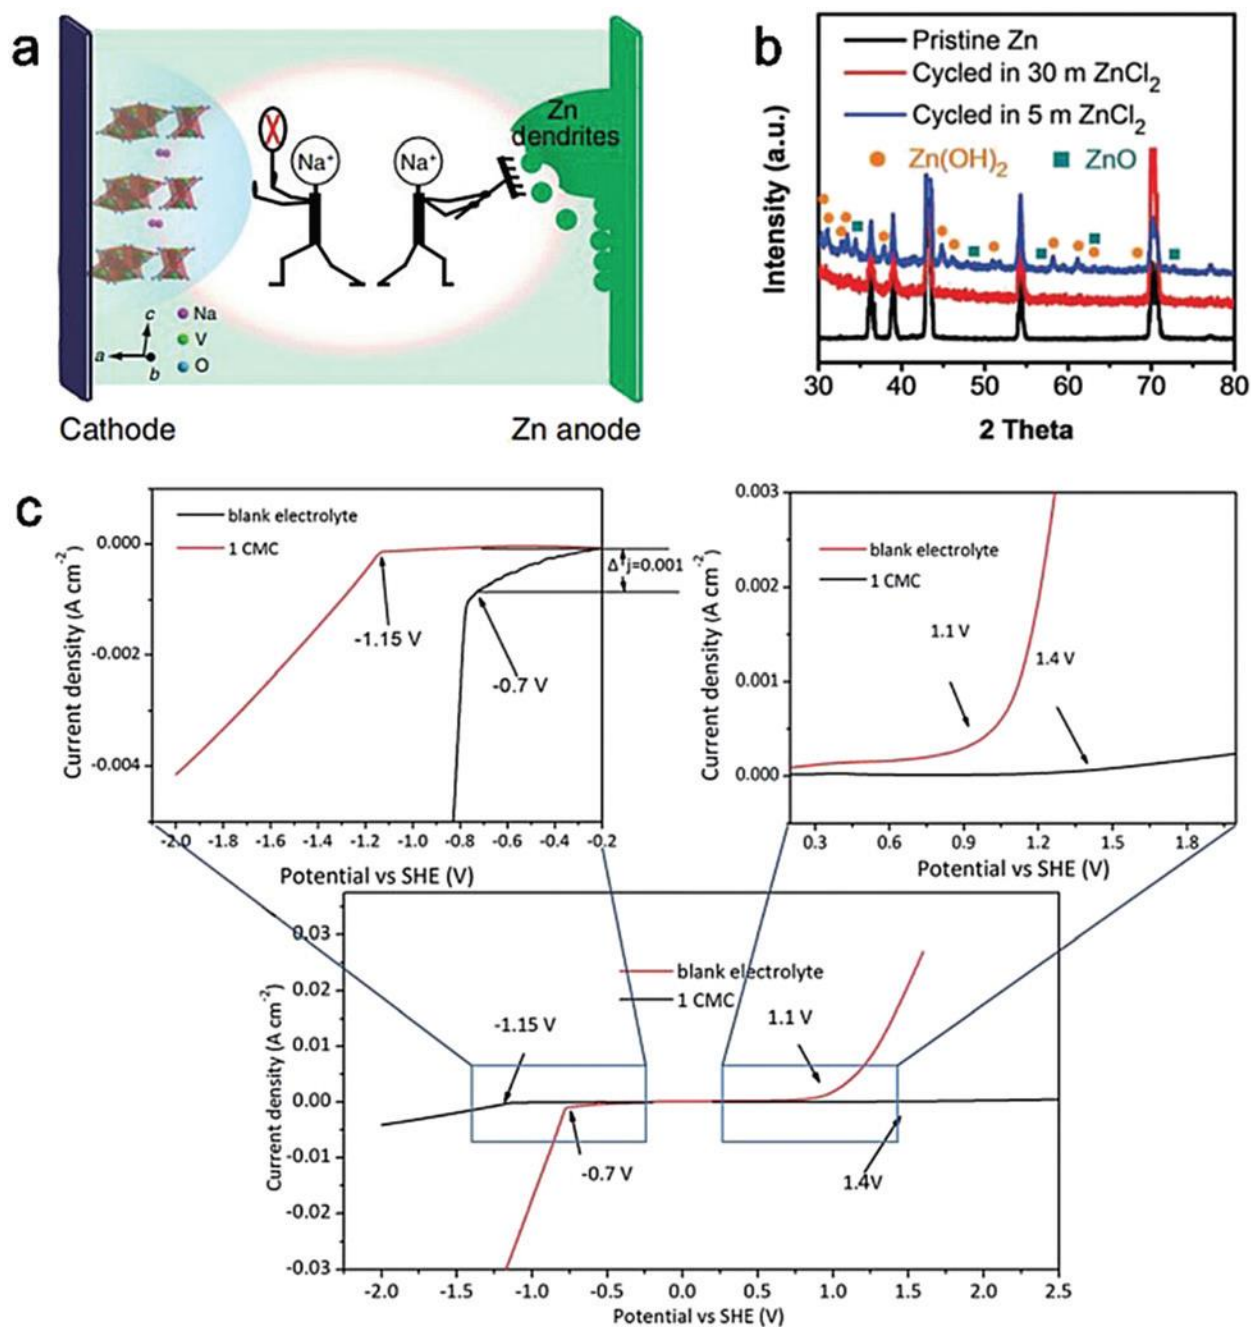 a
Zn
dendrites
Na⁺
Na⁺
c
a
b
Na
V
O
Cathode
Zn anode
b
Pristine Zn
Cycled in 30 m ZnCl₂
Cycled in 5 m ZnCl₂
Zn(OH)₂
ZnO
Intensity (a.u.)
30 40 50 60 70 80
2 Theta
c
blank electrolyte
1 CMC
0.000
-0.002
-0.004
Current density (A cm⁻²)
Δ j=0.001
-1.15 V
-0.7 V
-2.0 -1.8 -1.6 -1.4 -1.2 -1.0 -0.8 -0.6 -0.4 -0.2
Potential vs SHE (V)
0.003
0.002
0.001
0.000
Current density (A cm⁻²)
blank electrolyte
1 CMC
1.1 V
1.4 V
0.3 0.6 0.9 1.2 1.5 1.8
Potential vs SHE (V)
0.03
0.02
0.01
0.00
-0.01
-0.02
-0.03
Current density (A cm⁻²)
blank electrolyte
1 CMC
-1.15 V
1.1 V
-0.7 V
1.4V
-2.0 -1.5 -1.0 -0.5 0.0 0.5 1.0 1.5 2.0 2.5
Potential vs SHE (V)